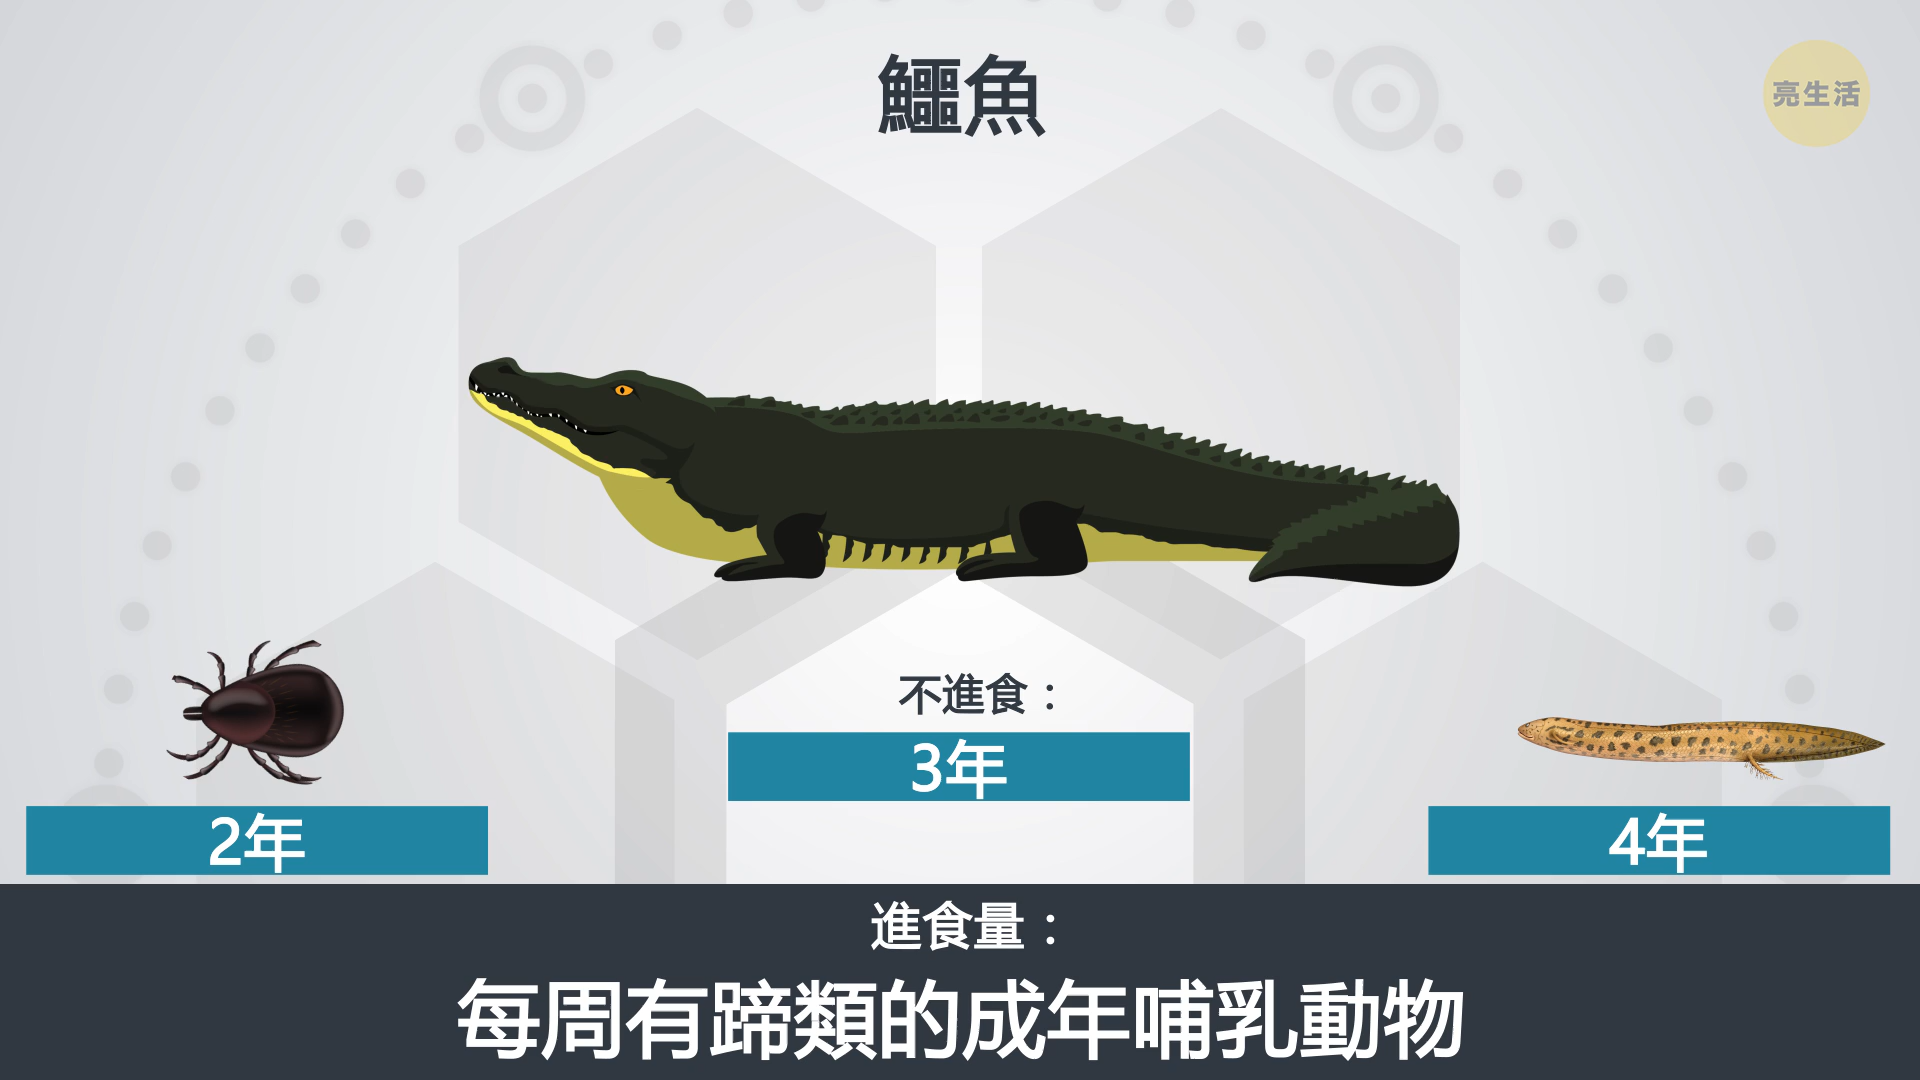 鱷魚
亮生活
不進食：
3年
2年
4年
進食量：
每周有蹄類的成年哺乳動物